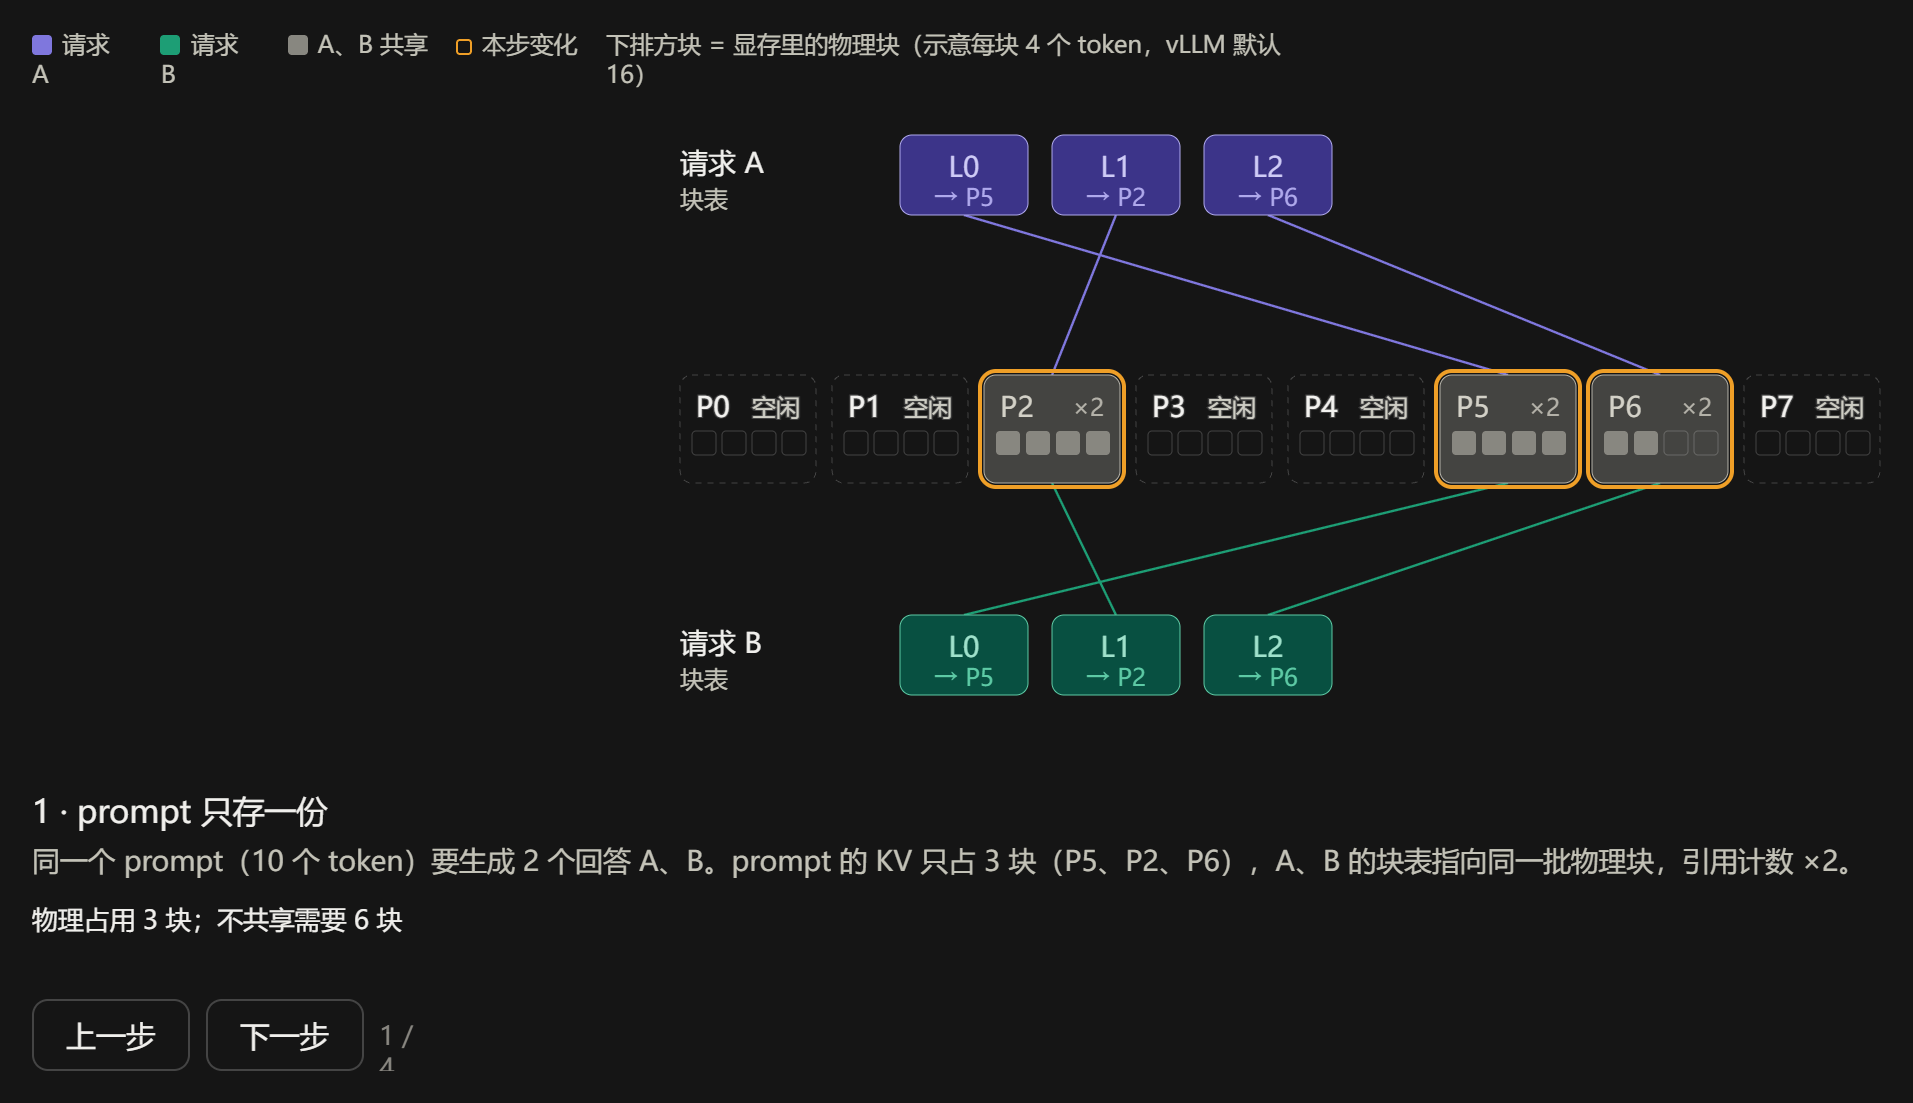 请求
A
请求
B
A、B 共享
本步变化
下排方块 = 显存里的物理块（示意每块 4 个 token，vLLM 默认
16）
请求 A
块表
L0
→ P5
L1
→ P2
L2
→ P6
P0 空闲
P1 空闲
P2 ×2
P3 空闲
P4 空闲
P5 ×2
P6 ×2
P7 空闲
请求 B
块表
L0
→ P5
L1
→ P2
L2
→ P6
1 · prompt 只存一份
同一个 prompt（10 个 token）要生成 2 个回答 A、B。prompt 的 KV 只占 3 块（P5、P2、P6），A、B 的块表指向同一批物理块，引用计数 ×2。
物理占用 3 块；不共享需要 6 块
上一步
下一步
1 /
4